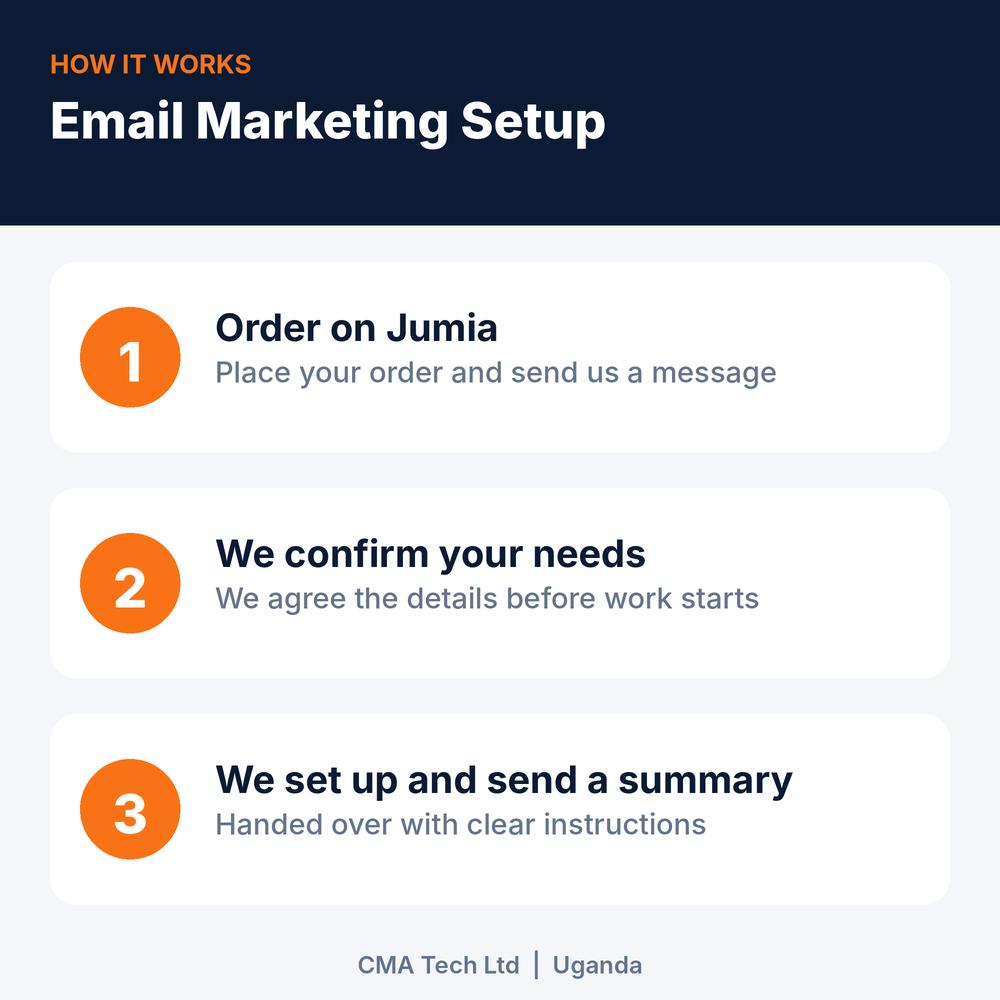 HOW IT WORKS
Email Marketing Setup
1
Order on Jumia
Place your order and send us a message
2
We confirm your needs
We agree the details before work starts
3
We set up and send a summary
Handed over with clear instructions
CMA Tech Ltd | Uganda